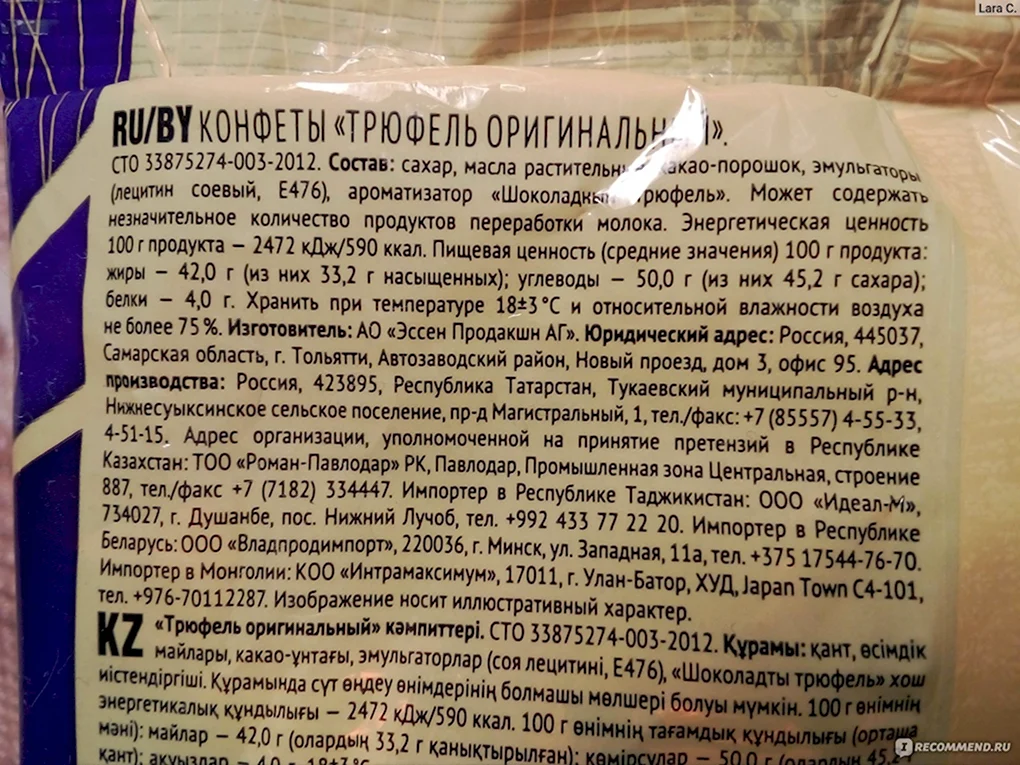 Lara C.
RU/BY КОНФЕТЫ «ТРЮФЕЛЬ ОРИГИНАЛЬНЫЙ».
СТО 33875274-003-2012. Состав: сахар, масла растительные, какао-порошок, эмульгаторы
(лецитин соевый, Е476), ароматизатор «Шоколадный трюфель». Может содержать
незначительное количество продуктов переработки молока. Энергетическая ценность
100 г продукта – 2472 кДж/590 ккал. Пищевая ценность (средние значения) 100 г продукта:
жиры – 42,0 г (из них 33,2 г насыщенных); углеводы – 50,0 г (из них 45,2 г сахара);
белки – 4,0 г. Хранить при температуре 18±3 °С и относительной влажности воздуха
не более 75 %. Изготовитель: АО «Эссен Продакшн АГ». Юридический адрес: Россия, 445037,
Самарская область, г. Тольятти, Автозаводский район, Новый проезд, дом 3, офис 95. Адрес
производства: Россия, 423895, Республика Татарстан, Тукаевский муниципальный р-н,
Нижнесуыксинское сельское поселение, пр-д Магистральный, 1, тел./факс: +7 (85557) 4-55-33,
4-51-15. Адрес организации, уполномоченной на принятие претензий в Республике
Казахстан: ТОО «Роман-Павлодар» РК, Павлодар, Промышленная зона Центральная, строение
887, тел./факс +7 (7182) 334447. Импортер в Республике Таджикистан: ООО «Идеал-М»,
734027, г. Душанбе, пос. Нижний Лучоб, тел. +992 433 77 22 20. Импортер в Республике
Беларусь: ООО «Владпродимпорт», 220036, г. Минск, ул. Западная, 11а, тел. +375 17544-76-70.
Импортер в Монголии: КОО «Интрамаксимум», 17011, г. Улан-Батор, ХУД, Japan Town C4-101,
тел. +976-70112287. Изображение носит иллюстративный характер.
KZ «Трюфель оригинальный» кәмпиттері. СТО 33875274-003-2012. Құрамы: қант, өсімдік
майлары, какао-ұнтағы, эмульгаторлар (соя лецитині, Е476), «Шоколадты трюфель» хош
иістендіргіші. Құрамында сүт өңдеу өнімдерінің болмашы мөлшері болуы мүмкін. 100 г өнімнің
энергетикалық құндылығы – 2472 кДж/590 ккал. 100 г өнімнің тағамдық құндылығы (орташа
мәні): майлар – 42,0 г (олардың 33,2 г қанықтырылған); көмірсулар – 50,0 г (олардың 45,2 г
қант); ақуыздар – 4,0 г. 18±3°С
I RECOMMEND.RU